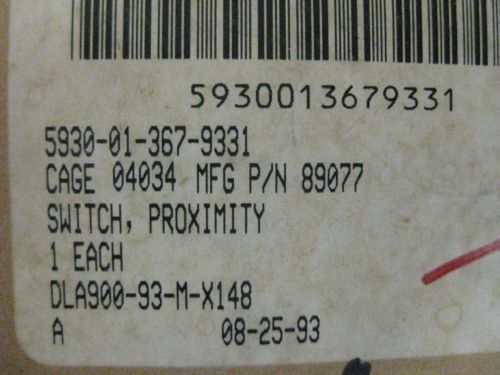 5930013679331
5930-01-367-9331
CAGE 04034 MFG P/N 89077
SWITCH, PROXIMITY
1 EACH
DLA900-93-M-X148
A 08-25-93